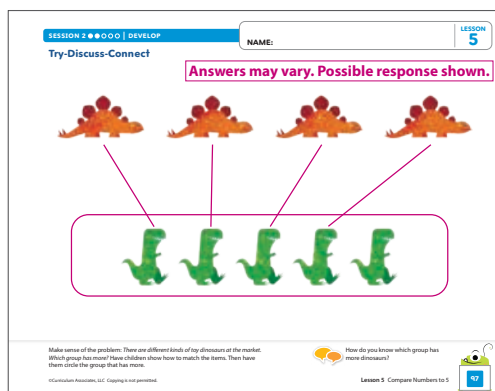 SESSION 2 ●●○○○ | DEVELOP
NAME:
LESSON
5
Try-Discuss-Connect
Answers may vary. Possible response shown.
Make sense of the problem: There are different kinds of toy dinosaurs at the market.
Which group has more? Have children show how to match the items. Then have
them circle the group that has more.
How do you know which group has
more dinosaurs?
©Curriculum Associates, LLC Copying is not permitted.
Lesson 5 Compare Numbers to 5
97